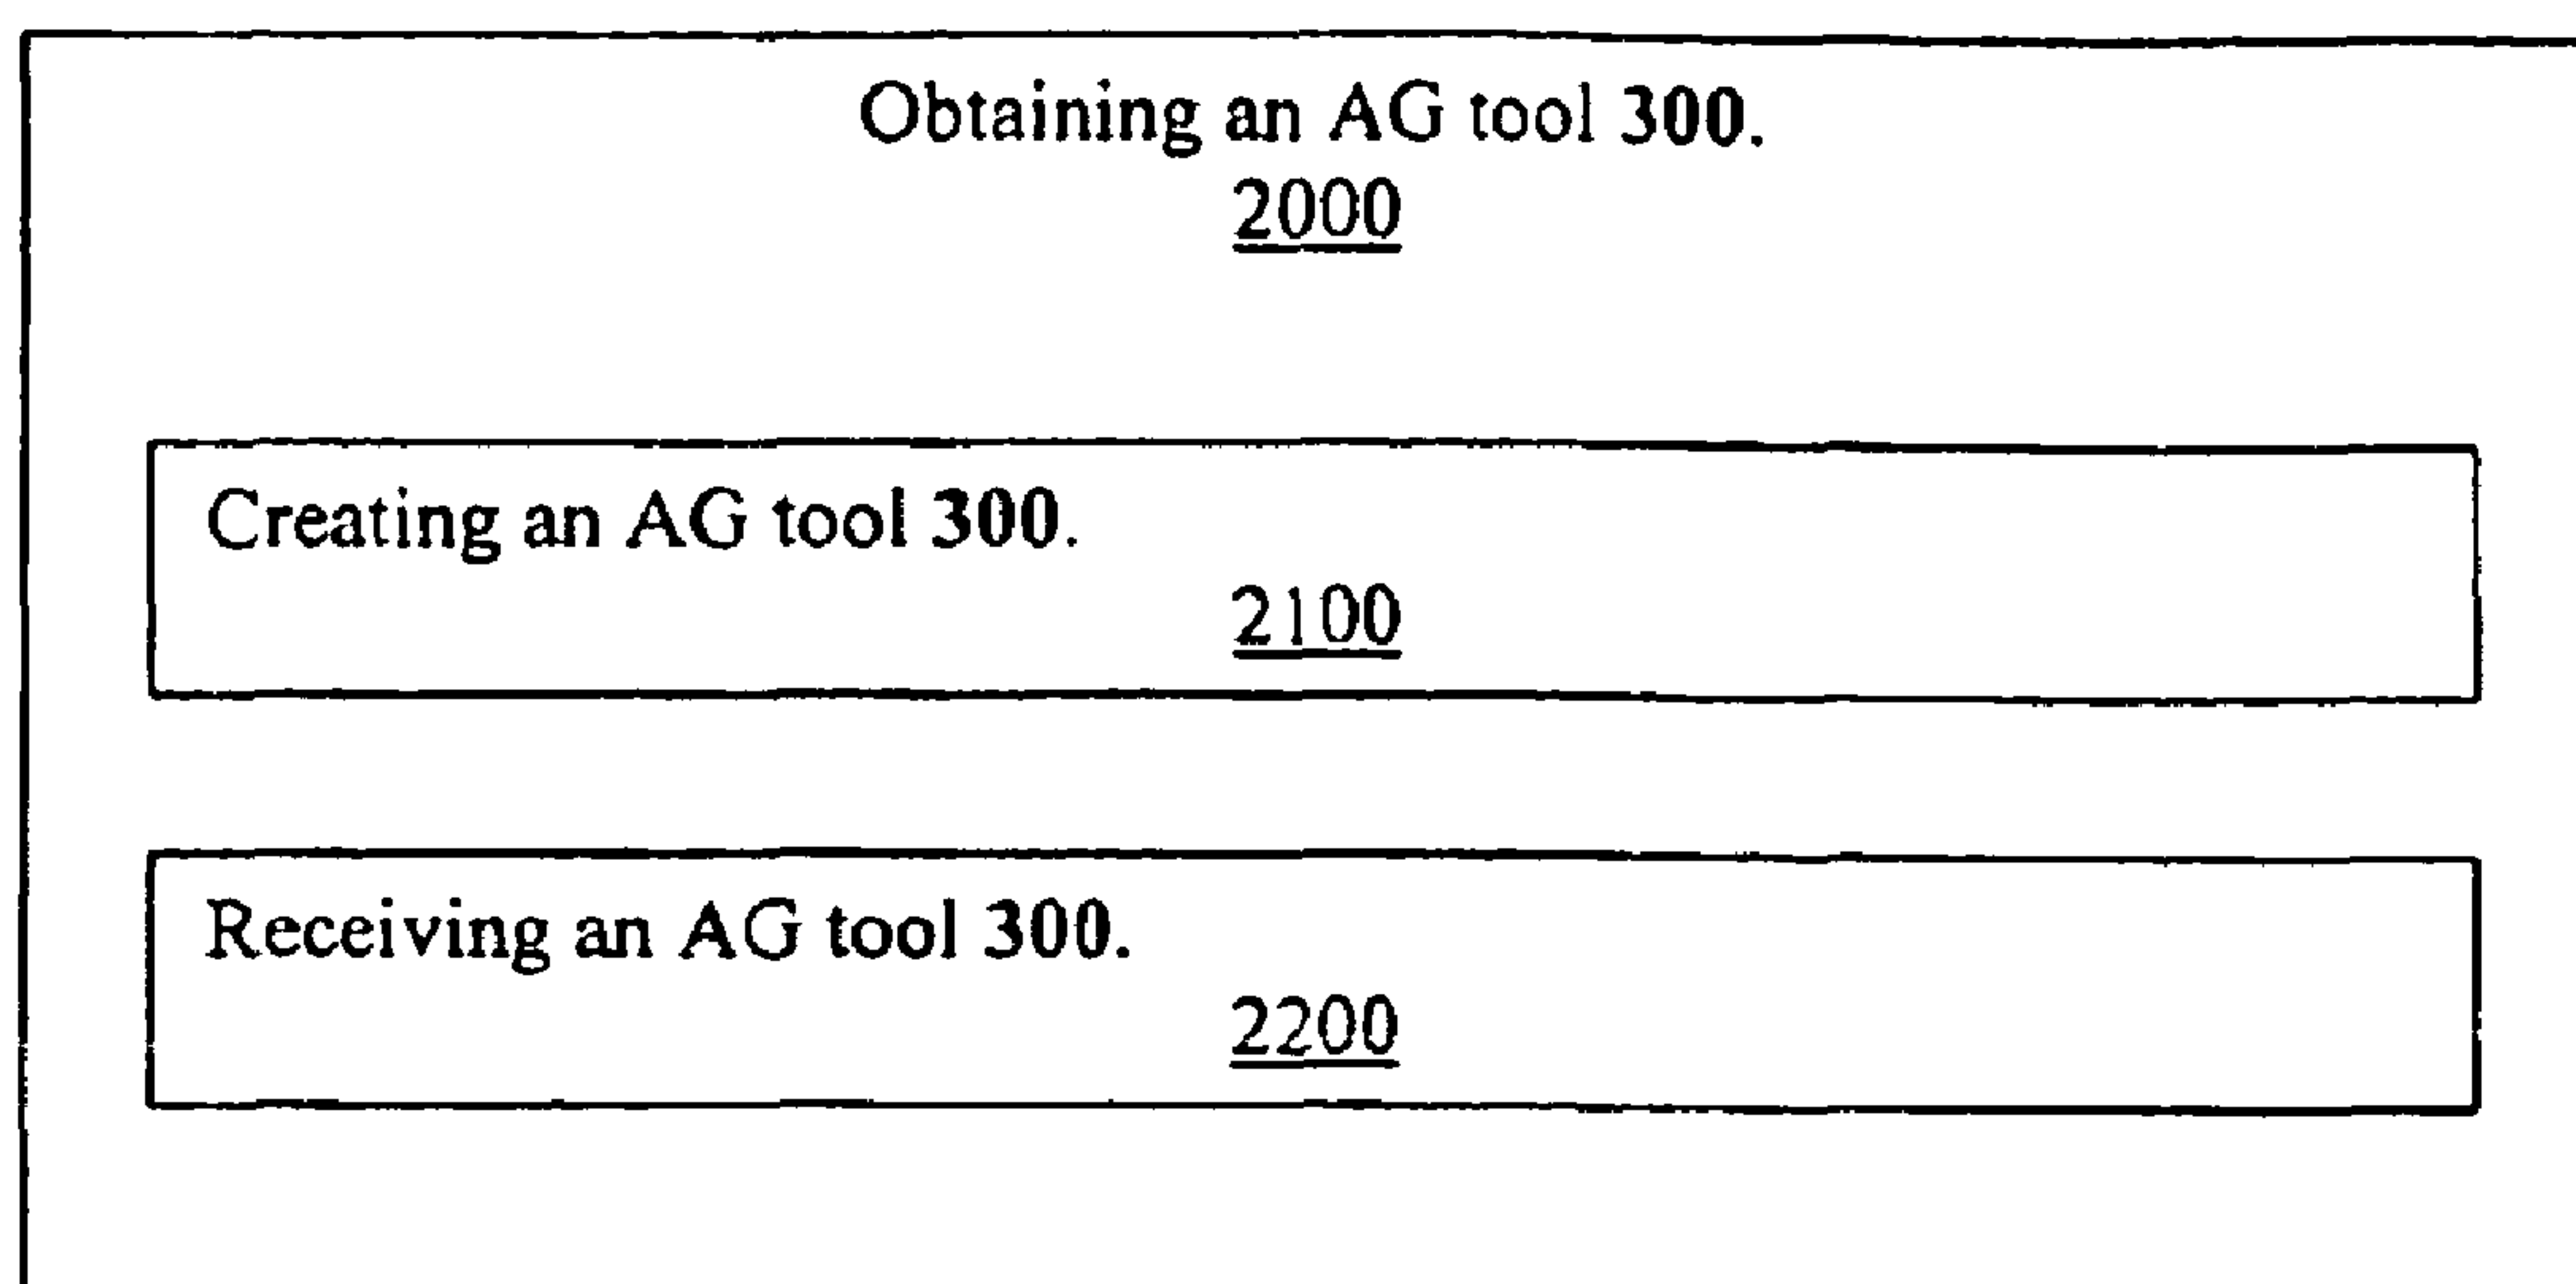 Obtaining an AG tool 300.
2000
Creating an AG tool 300.
2100
Receiving an AG tool 300.
2200